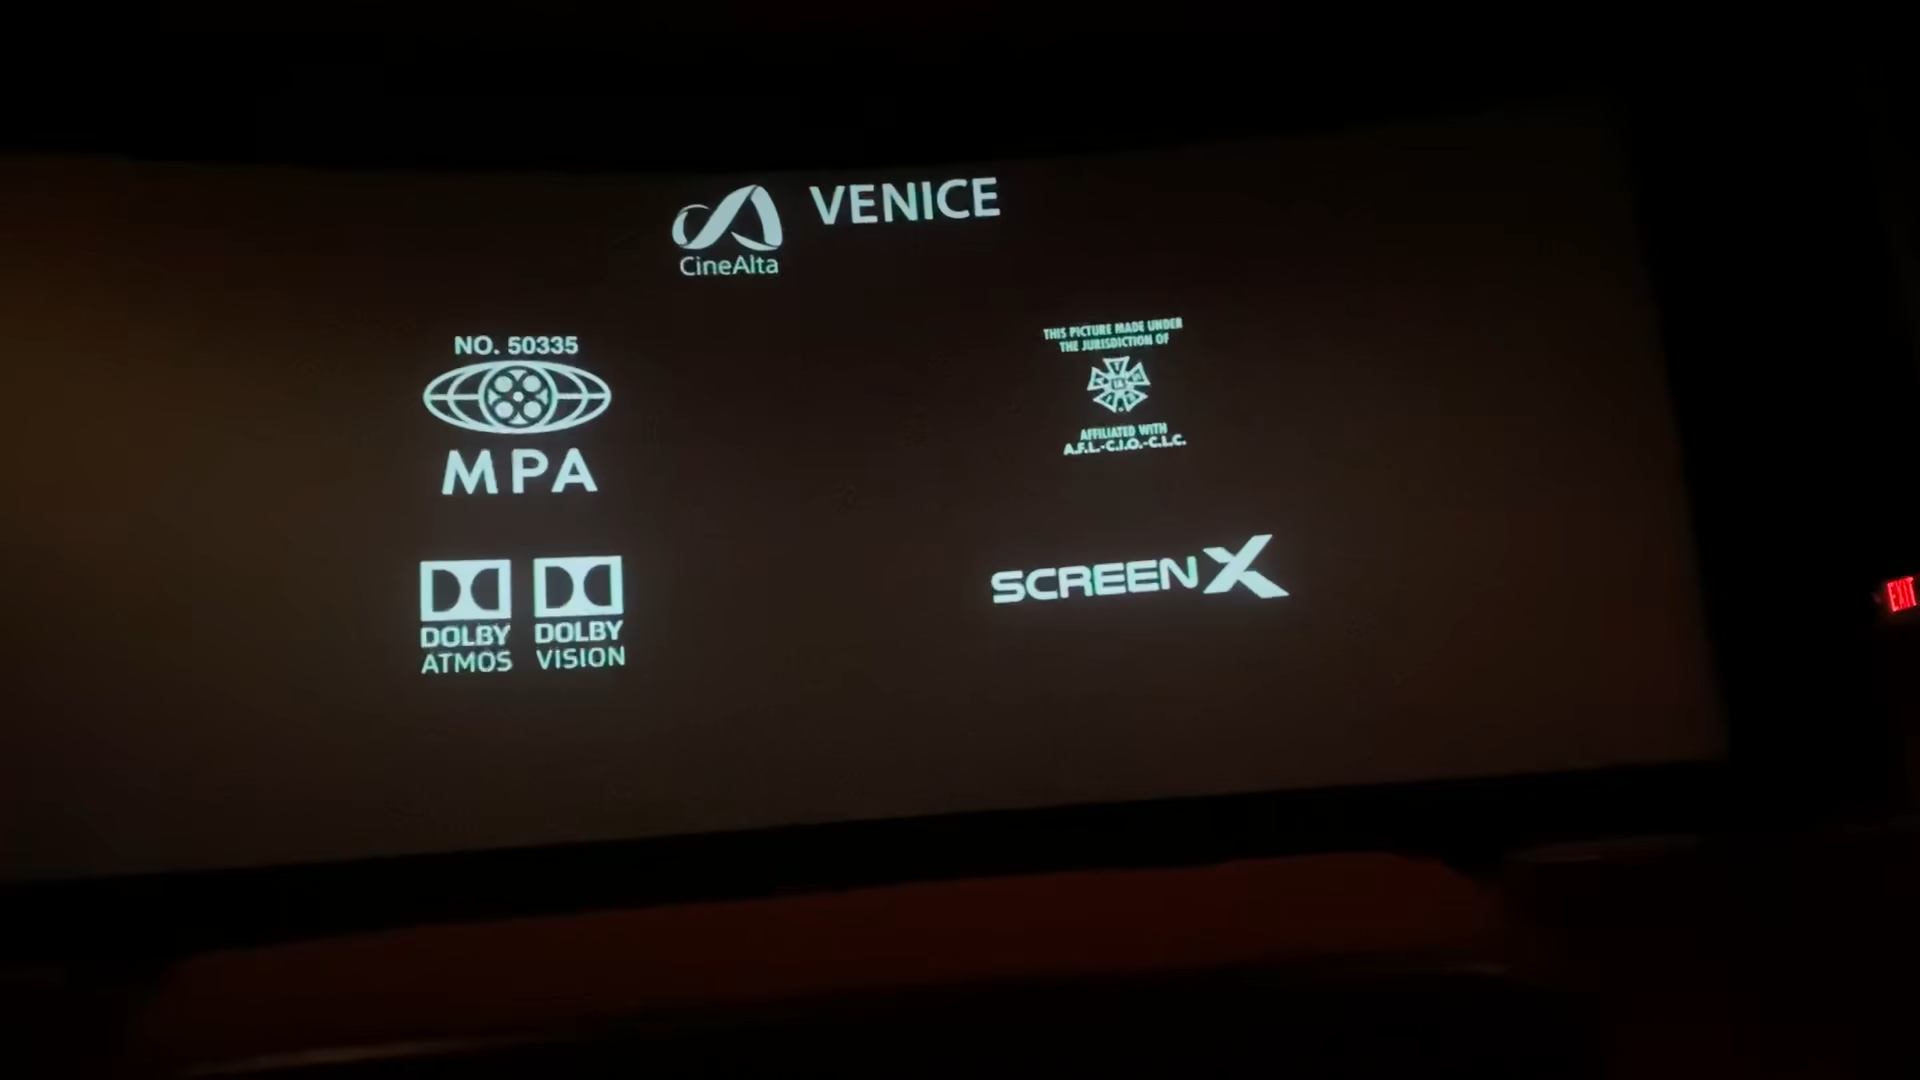 VENICE
CineAlta
NO. 50335
MPA
THIS PICTURE MADE UNDER
THE JURISDICTION OF
AFFILIATED WITH
A.F.L.-C.I.O.-C.L.C.
DOLBY
ATMOS
DOLBY
VISION
SCREENX
EXIT